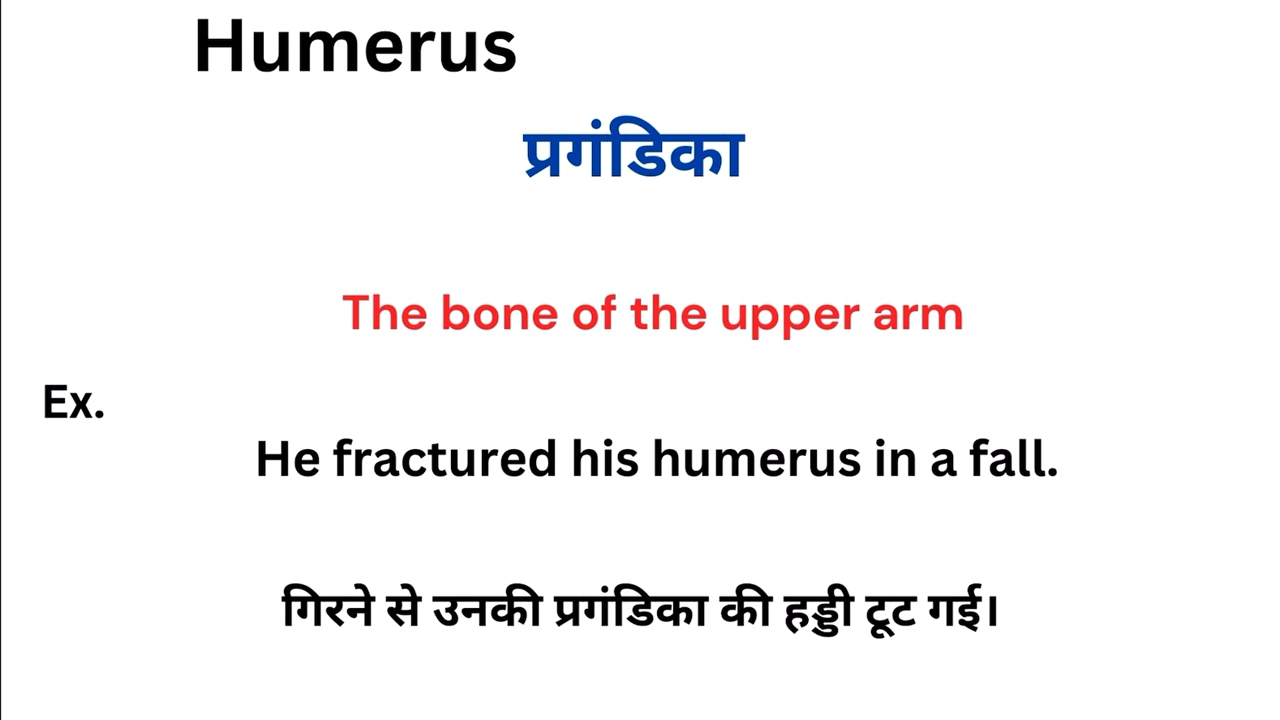 Humerus
प्रगंडिका
The bone of the upper arm
Ex.
He fractured his humerus in a fall.
गिरने से उनकी प्रगंडिका की हड्डी टूट गई।